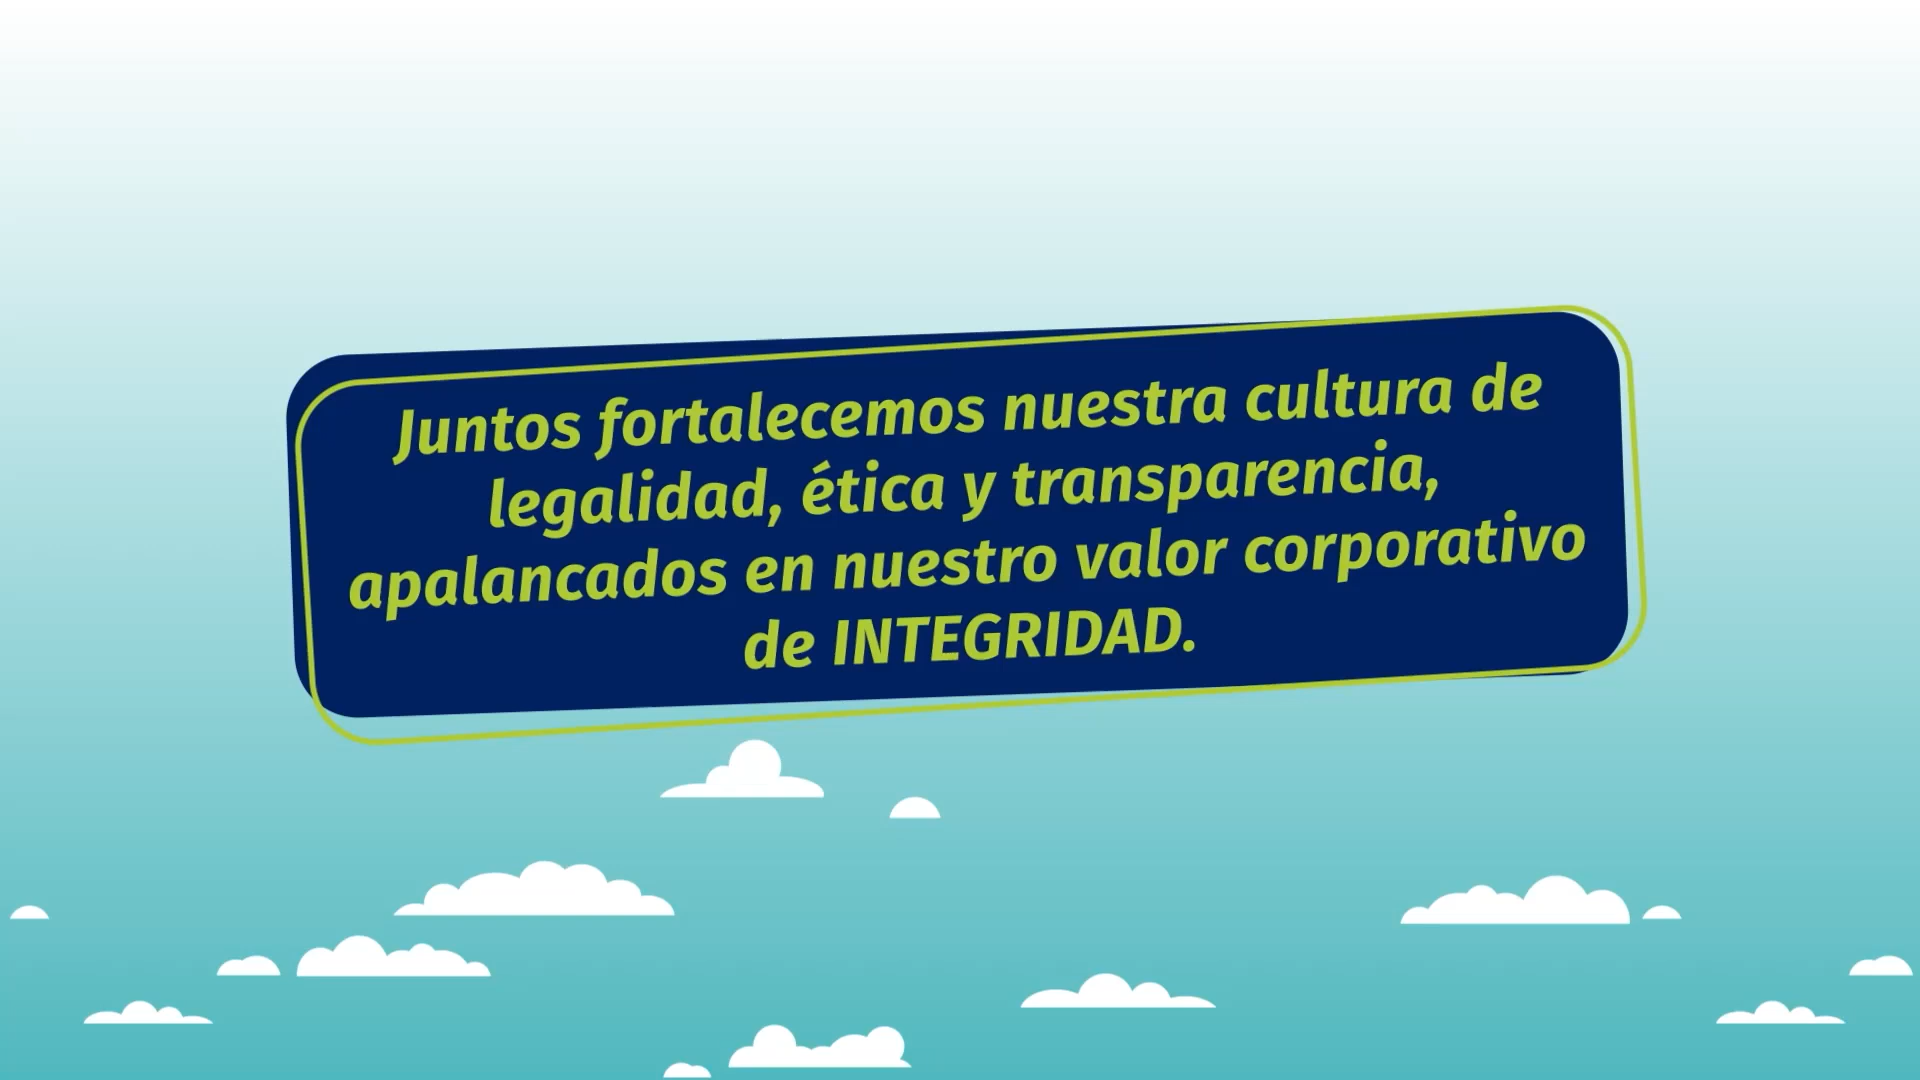 Juntos fortalecemos nuestra cultura de
legalidad, ética y transparencia,
apalancados en nuestro valor corporativo
de INTEGRIDAD.